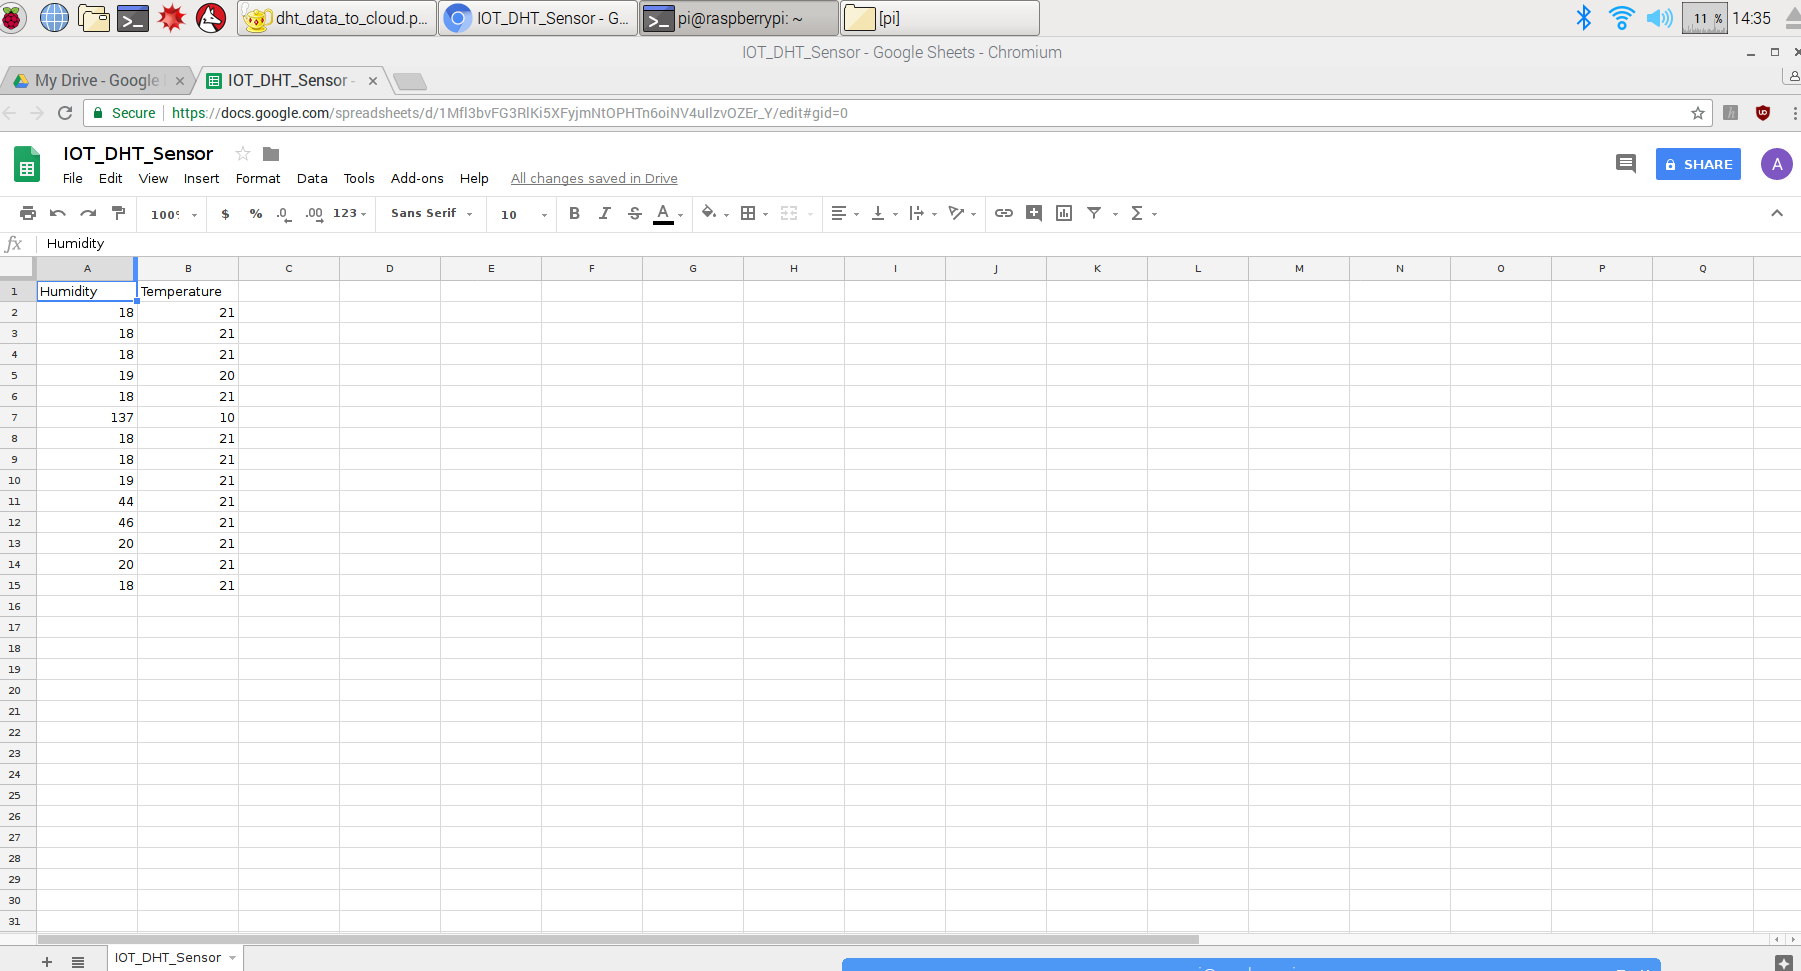 dht_data_to_cloud.p... IOT_DHT_Sensor - G... pi@raspberrypi: ~ [pi] 11 % 14:35
IOT_DHT_Sensor - Google Sheets - Chromium
My Drive - Google IOT_DHT_Sensor -
Secure https://docs.google.com/spreadsheets/d/1Mfl3bvFG3RlKi5XFyjmNtOPHTn6oiNV4uIlzvOZEr_Y/edit#gid=0
IOT_DHT_Sensor
File Edit View Insert Format Data Tools Add-ons Help All changes saved in Drive
SHARE A
100% $ % .0 .00 123 Sans Serif 10 B I S A Σ
fx Humidity
A B C D E F G H I J K L M N O P Q
1 Humidity Temperature
2 18 21
3 18 21
4 18 21
5 19 20
6 18 21
7 137 10
8 18 21
9 18 21
10 19 21
11 44 21
12 46 21
13 20 21
14 20 21
15 18 21
16
17
18
19
20
21
22
23
24
25
26
27
28
29
30
31
IOT_DHT_Sensor